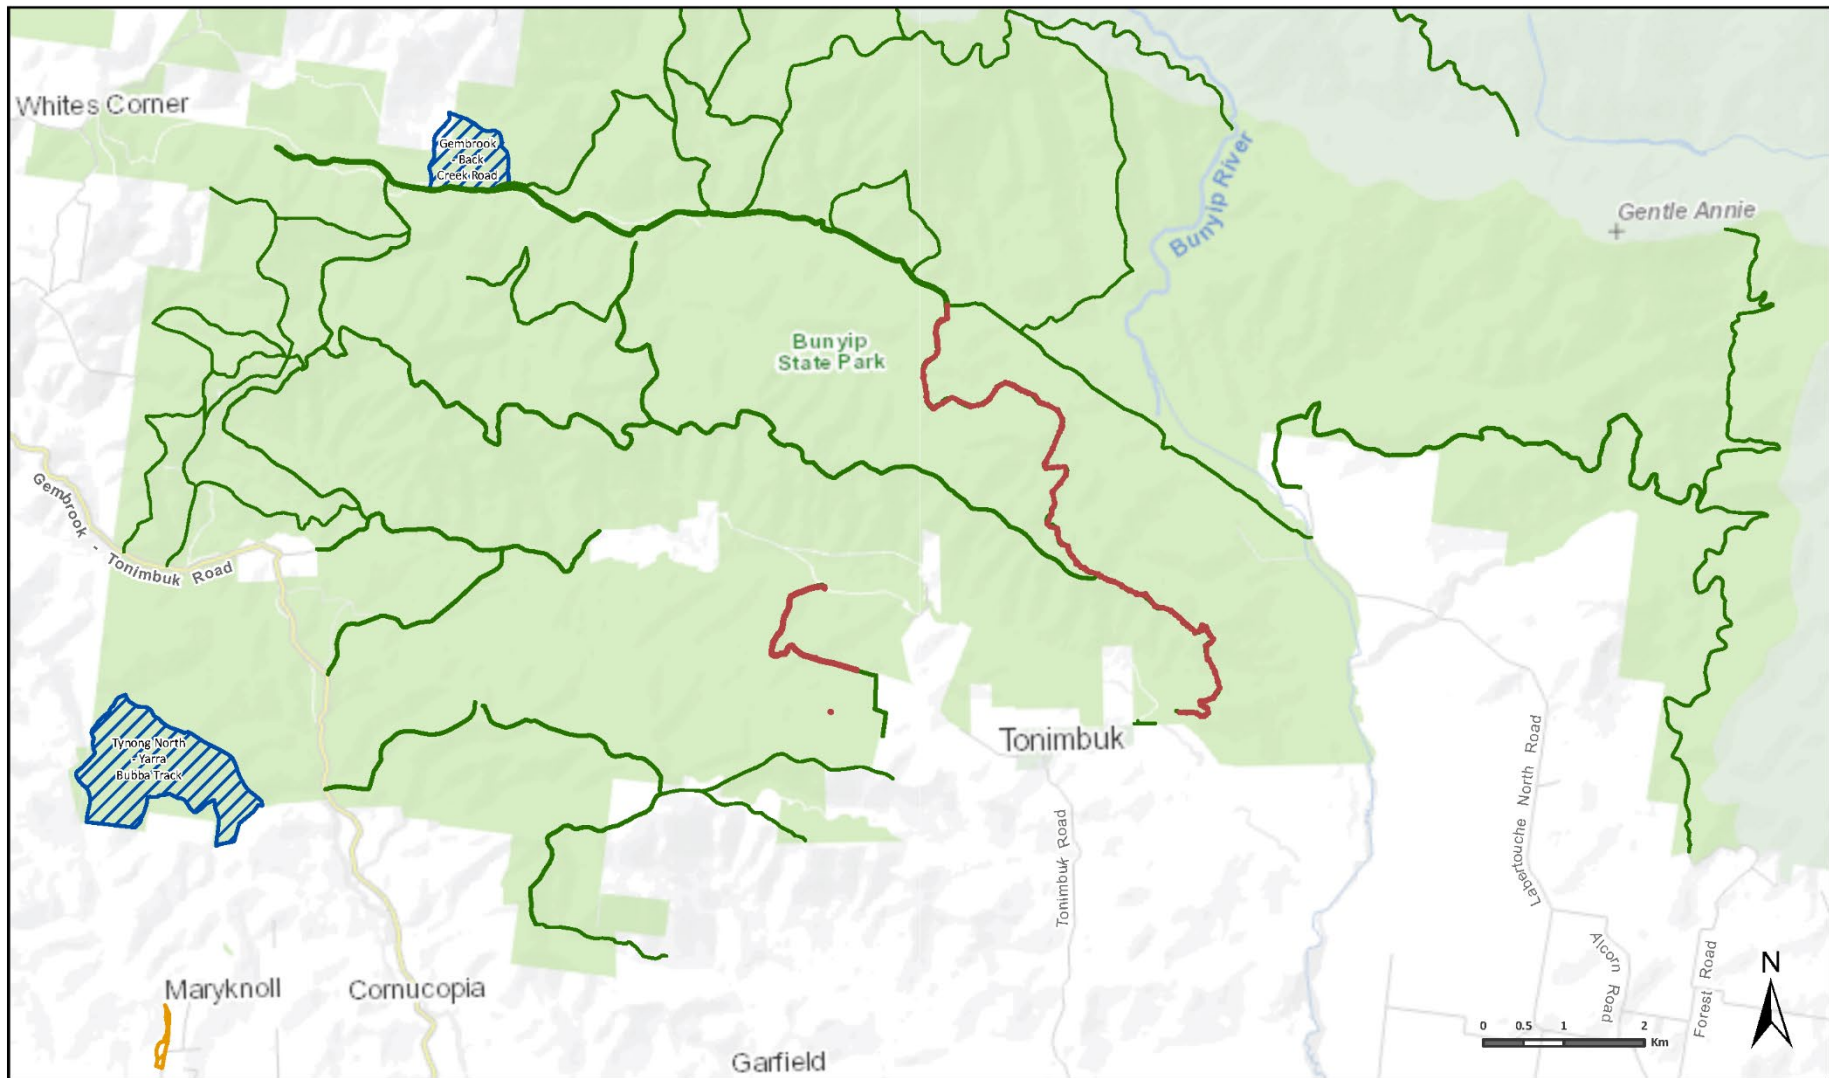 Whites Corner
Gembrook
- Back
Creek Road
Bunyip River
Gentle Annie
Bunyip
State Park
Gembrook - Tonimbuk Road
Tynong North
- Yarra
Bubba Track
Tonimbuk
Tonimbuk Road
Labertouche North Road
Alcorn Road
Forest Road
Maryknoll
Cornucopia
Garfield
N
0 0.5 1 2
Km